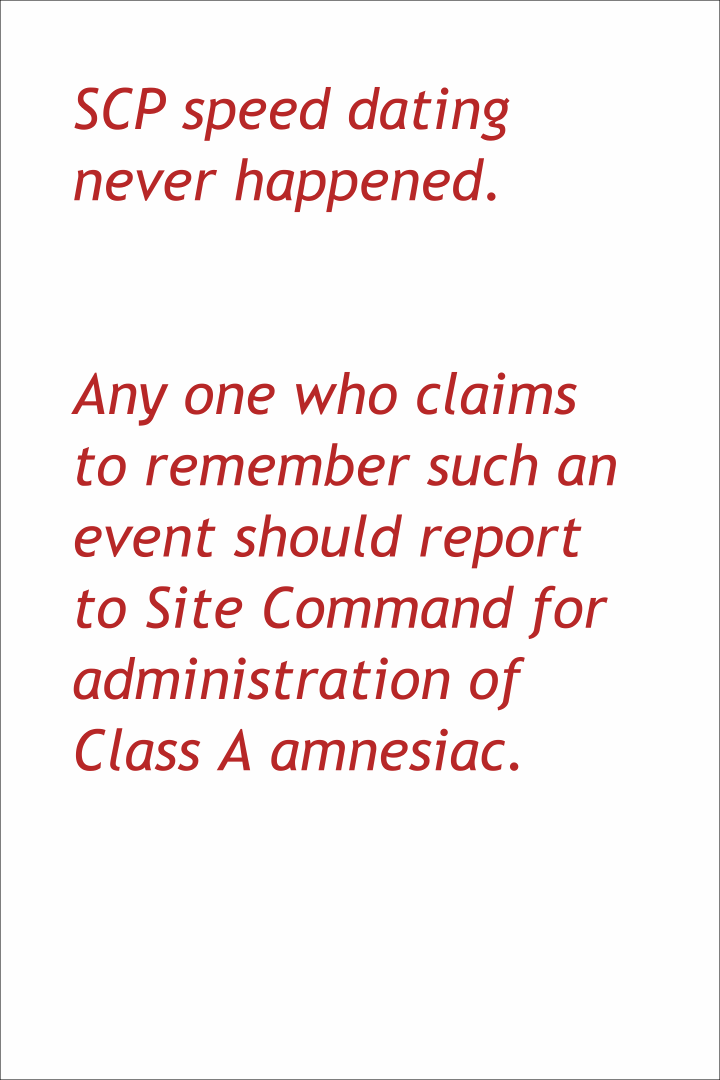 SCP speed dating
never happened.
Any one who claims
to remember such an
event should report
to Site Command for
administration of
Class A amnesiac.